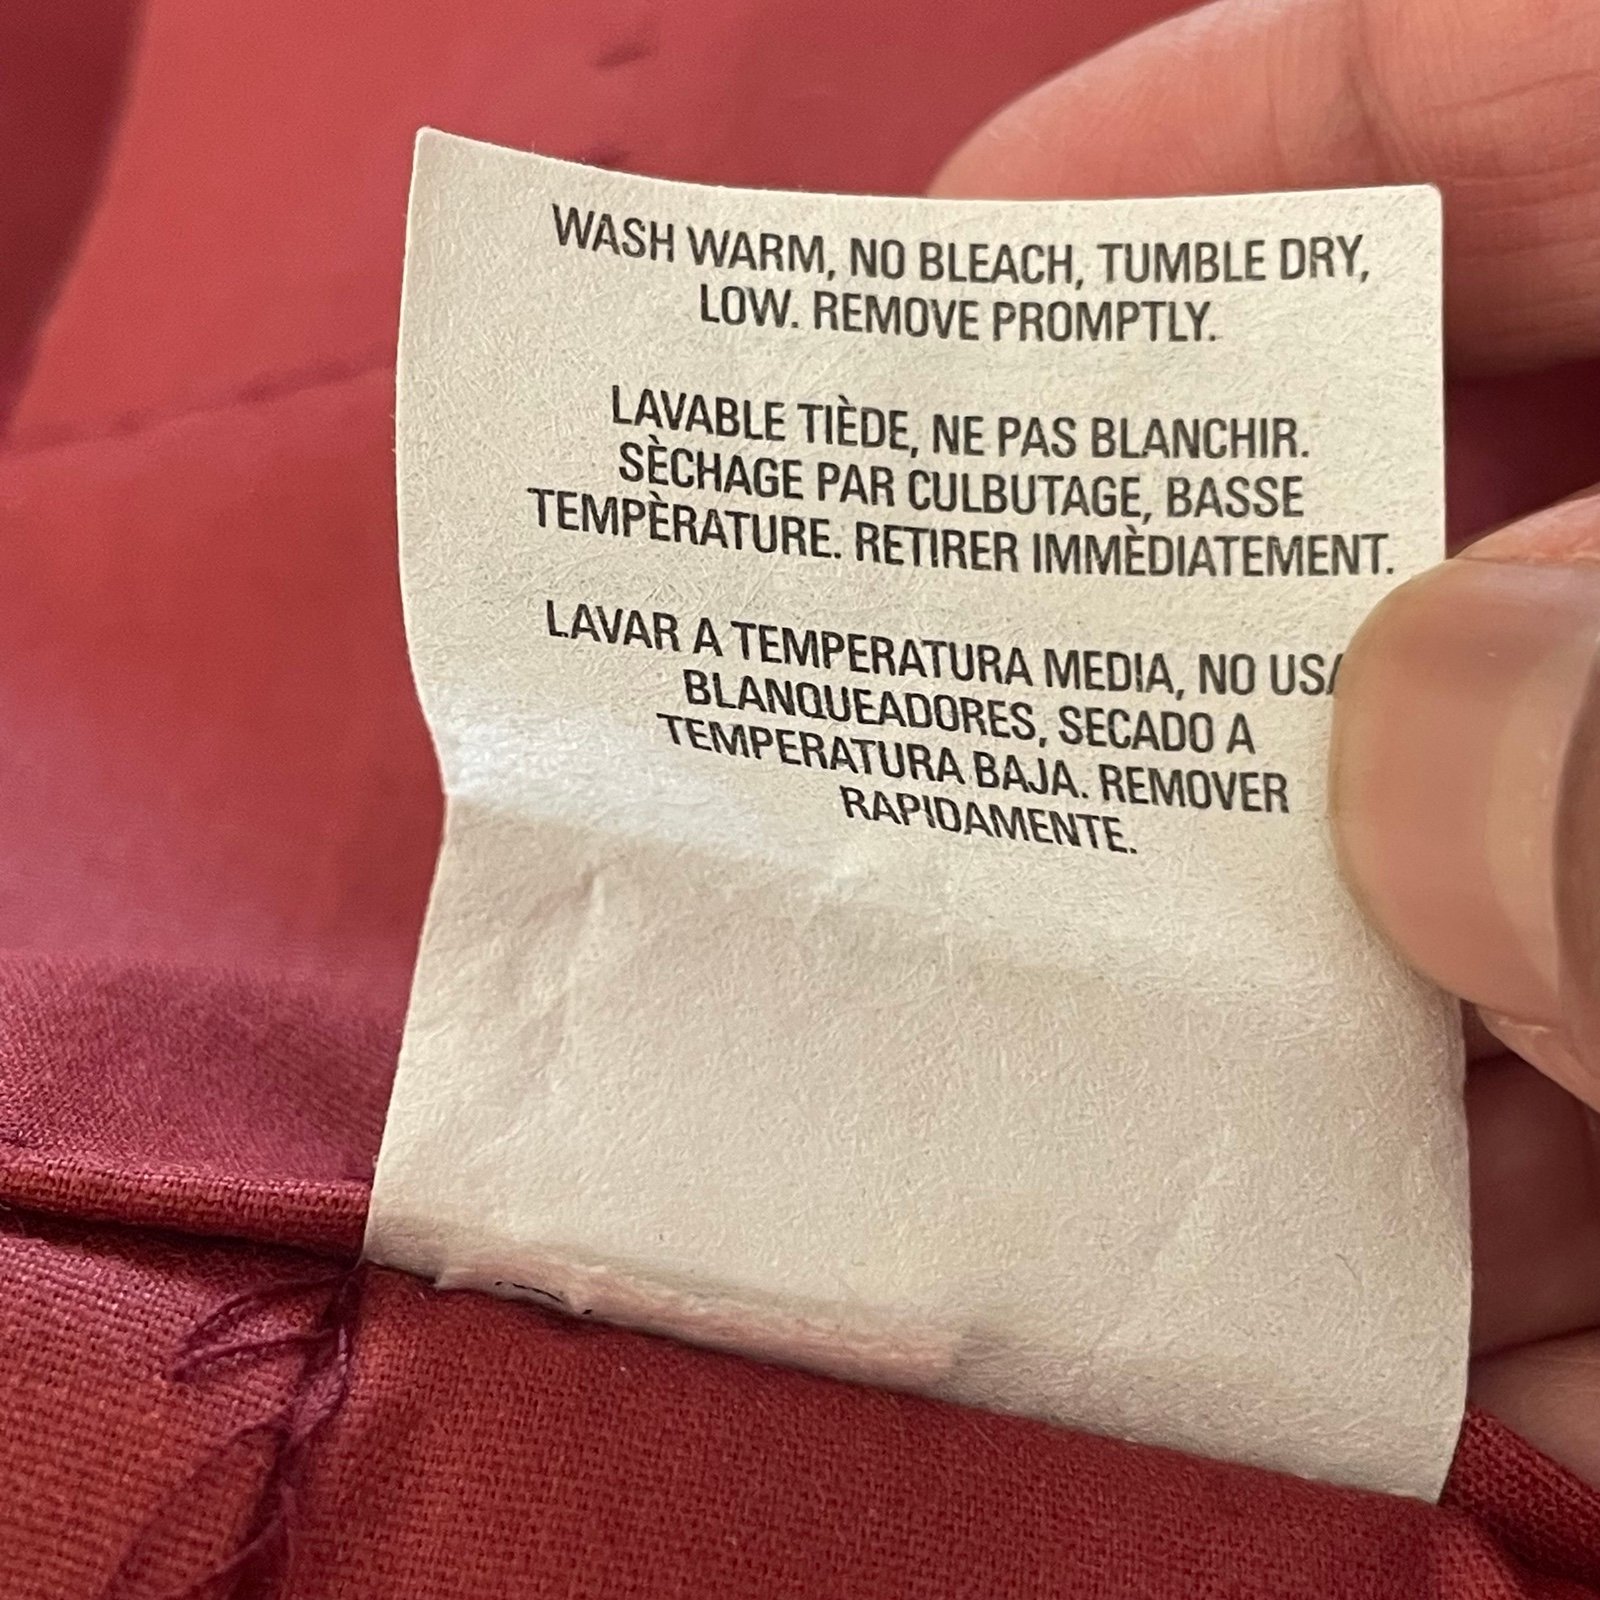 WASH WARM, NO BLEACH, TUMBLE DRY,
LOW. REMOVE PROMPTLY.
LAVABLE TIÈDE, NE PAS BLANCHIR.
SÈCHAGE PAR CULBUTAGE, BASSE
TEMPÈRATURE. RETIRER IMMÈDIATEMENT.
LAVAR A TEMPERATURA MEDIA, NO
BLANQUEADORES, SECADO A
TEMPERATURA BAJA. REMOVER
RAPIDAMENTE.